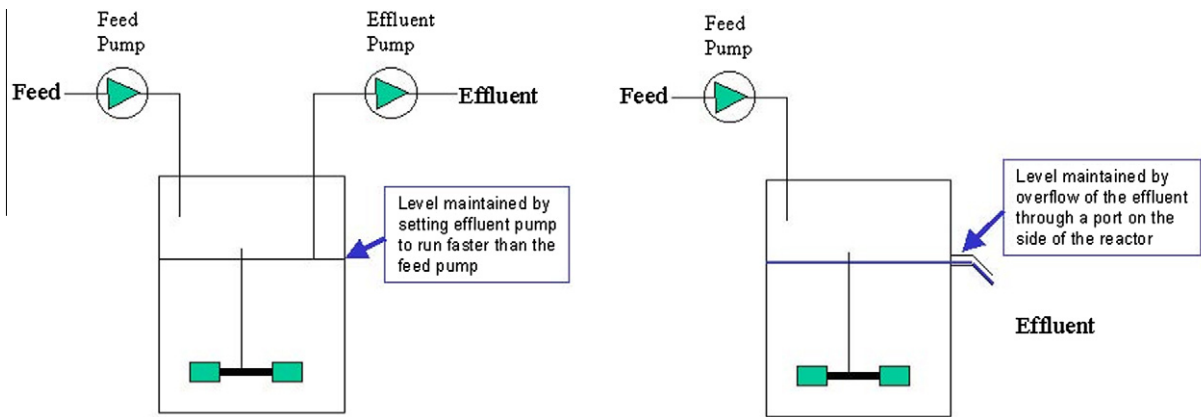 Feed
Pump
Feed
Effluent
Pump
Effluent
Level maintained by
setting effluent pump
to run faster than the
feed pump
Feed
Pump
Feed
Level maintained by
overflow of the effluent
through a port on the
side of the reactor
Effluent